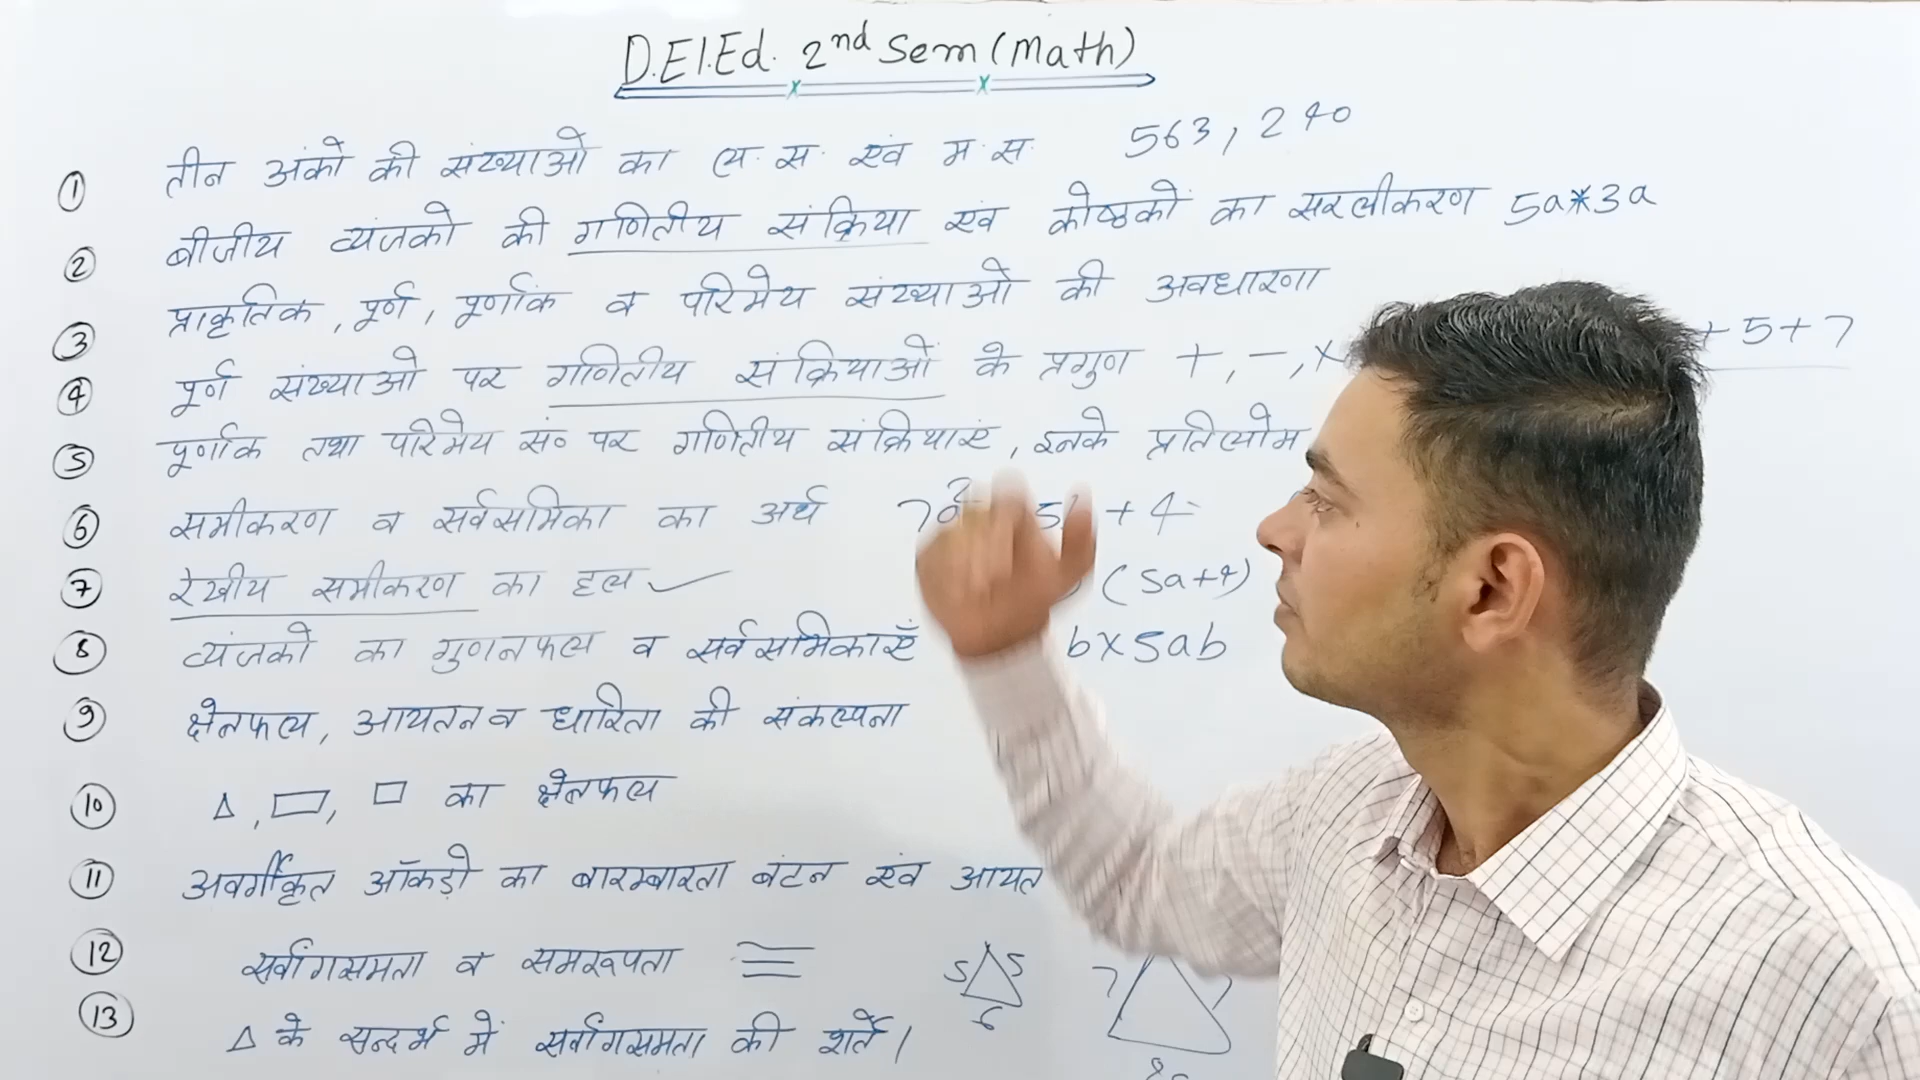 D.El.Ed. 2nd Sem (Math)
① तीन अंको की संख्याओ का ल.स. एवं म.स. 563, 240
② बीजीय व्यंजको की गणितीय संक्रिया एवं कोष्ठकों का सरलीकरण 5a*3a
③ प्राकृतिक, पूर्ण, पूर्णांक व परिमेय संख्याओ की अवधारणा
④ पूर्ण संख्याओ पर गणितीय संक्रियाओं के प्रगुण +, -, × + 5 + 7
⑤ पूर्णांक तथा परिमेय सं० पर गणितीय संक्रियाएं, इनके प्रतिलोम
⑥ समीकरण व सर्वसमिका का अर्थ + 4 =
⑦ रेखीय समीकरण का हल ✓ (5a+4)
⑧ व्यंजको का गुणनफल व सर्वसमिकाएँ b×5ab
⑨ क्षेत्रफल, आयतन व धारिता की संकल्पना
⑩ △, ▭, □ का क्षेत्रफल
⑪ अवर्गीकृत आँकड़ो का बारम्बारता बंटन एवं आयत
⑫ सर्वांगसमता व समरूपता ≅ 5 5 6 7 7
⑬ △ के सन्दर्भ में सर्वांगसमता की शर्तें।